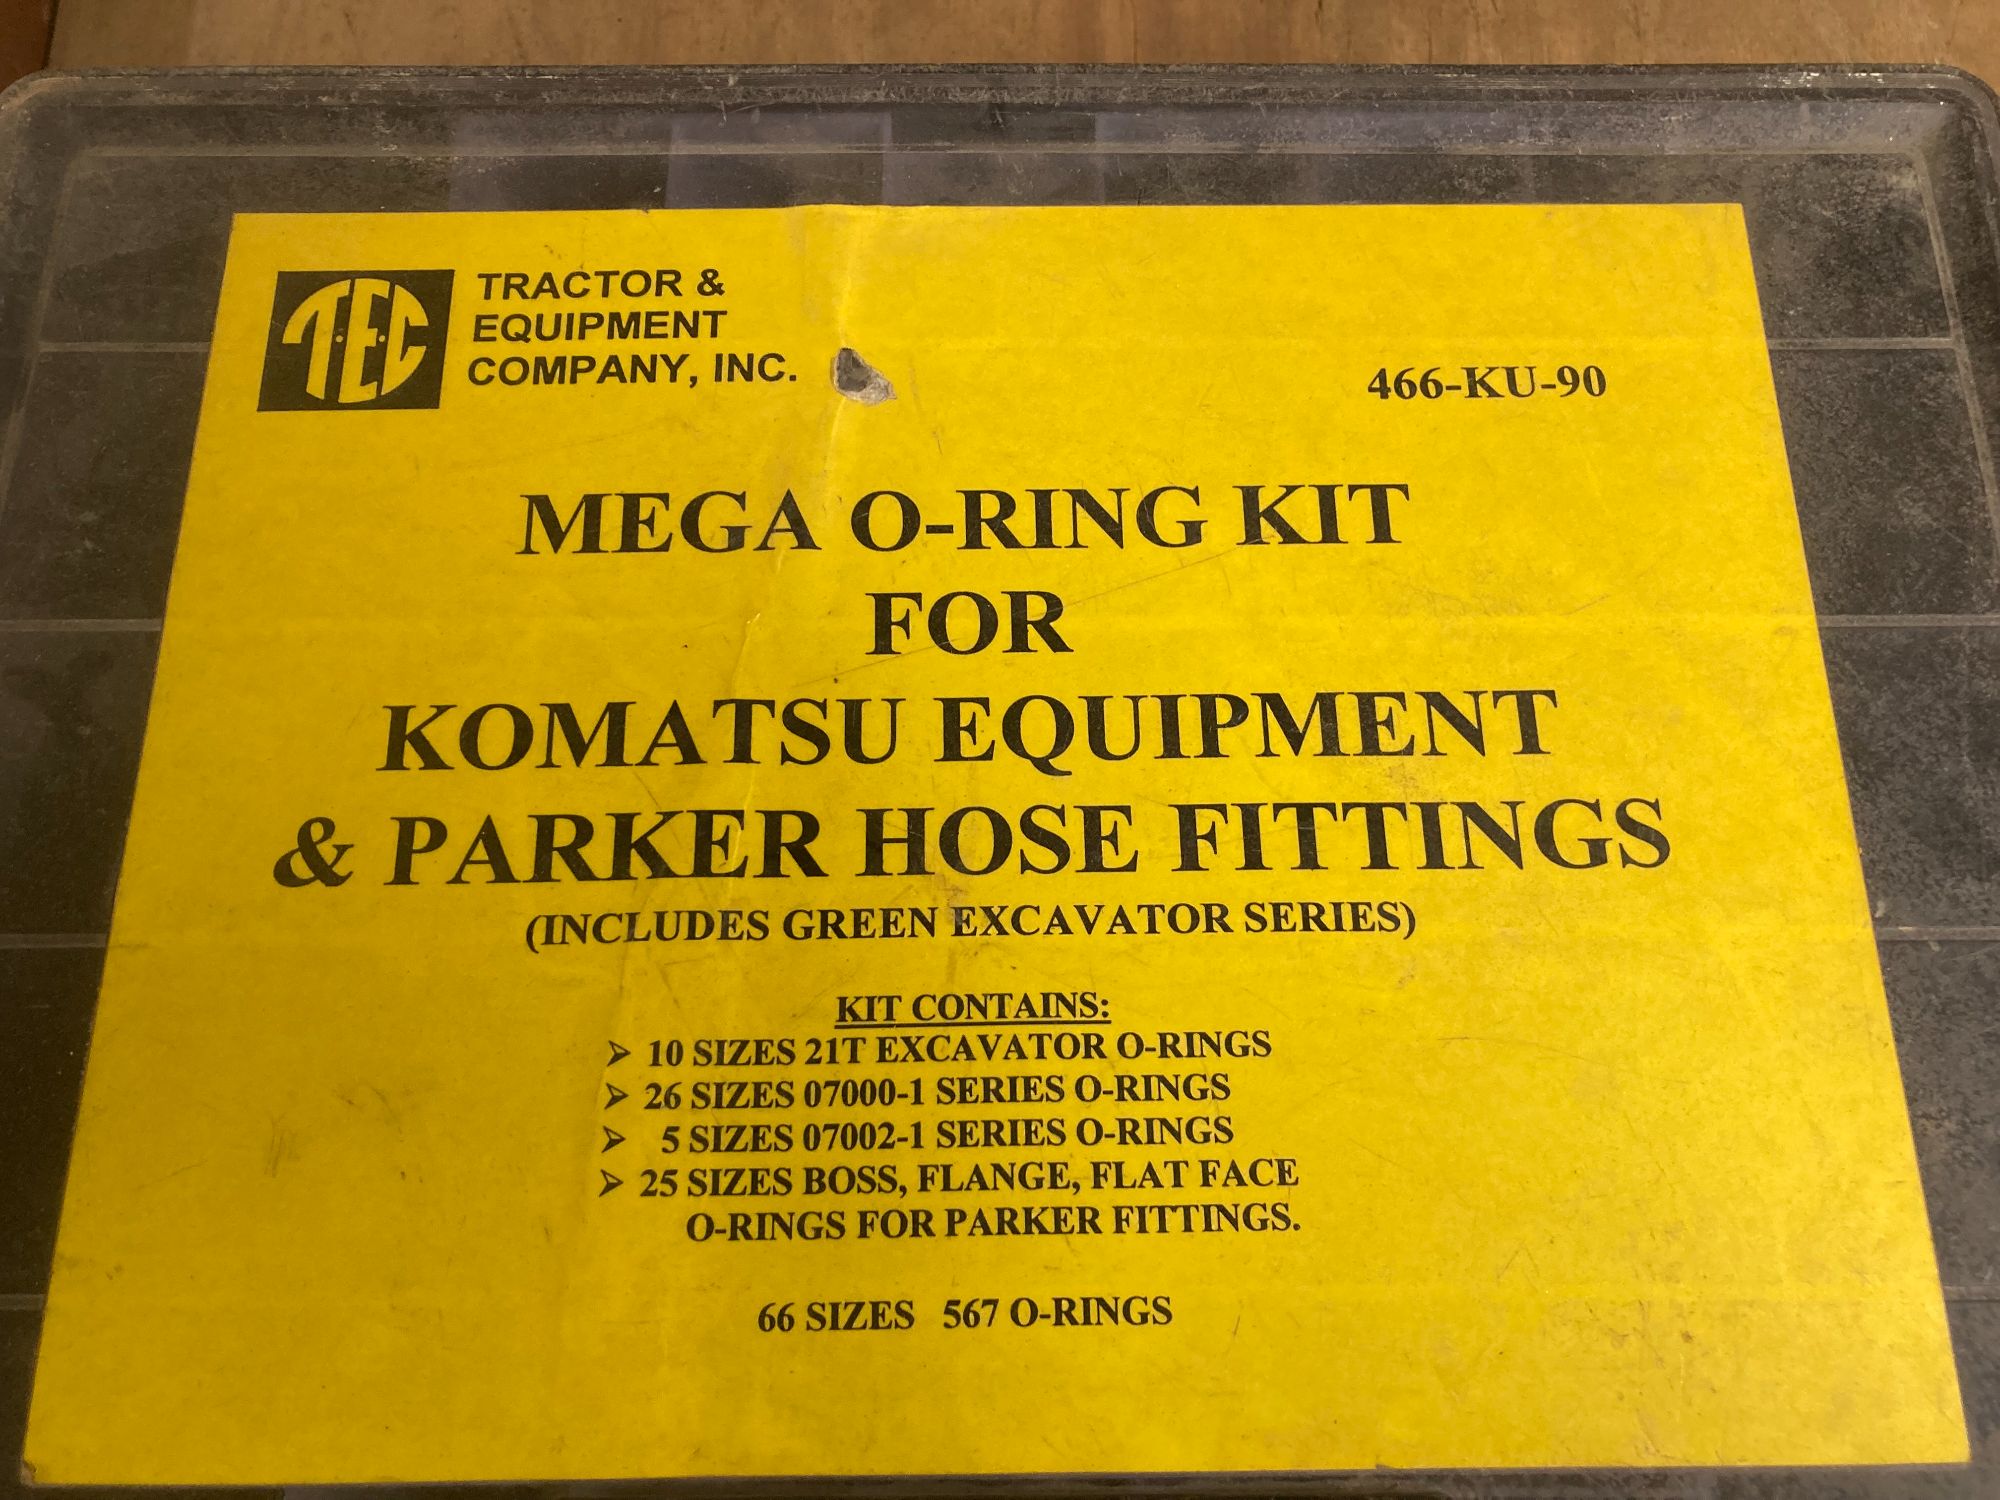 T.E.C
TRACTOR &
EQUIPMENT
COMPANY, INC.
466-KU-90
MEGA O-RING KIT
FOR
KOMATSU EQUIPMENT
& PARKER HOSE FITTINGS
(INCLUDES GREEN EXCAVATOR SERIES)
KIT CONTAINS:
➢ 10 SIZES 21T EXCAVATOR O-RINGS
➢ 26 SIZES 07000-1 SERIES O-RINGS
➢ 5 SIZES 07002-1 SERIES O-RINGS
➢ 25 SIZES BOSS, FLANGE, FLAT FACE
O-RINGS FOR PARKER FITTINGS.
66 SIZES 567 O-RINGS